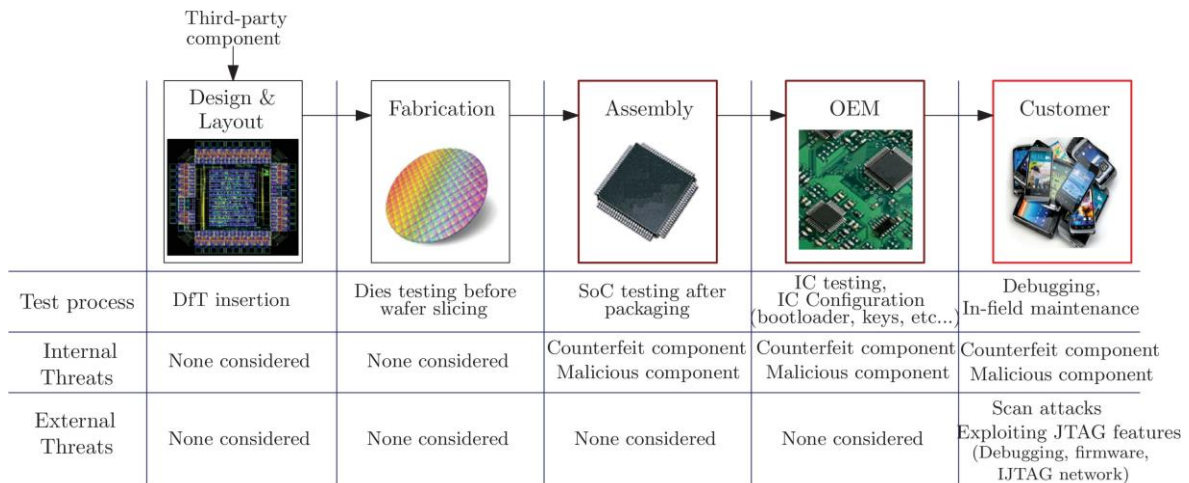 Third-party
component
Design &
Layout
Fabrication
Assembly
OEM
Customer
Test process
DfT insertion
Dies testing before
wafer slicing
SoC testing after
packaging
IC testing,
IC Configuration
(bootloader, keys, etc...)
Debugging,
In-field maintenance
Internal
Threats
None considered
None considered
Counterfeit component
Malicious component
Counterfeit component
Malicious component
Counterfeit component
Malicious component
External
Threats
None considered
None considered
None considered
None considered
Scan attacks
Exploiting JTAG features
(Debugging, firmware,
IJTAG network)